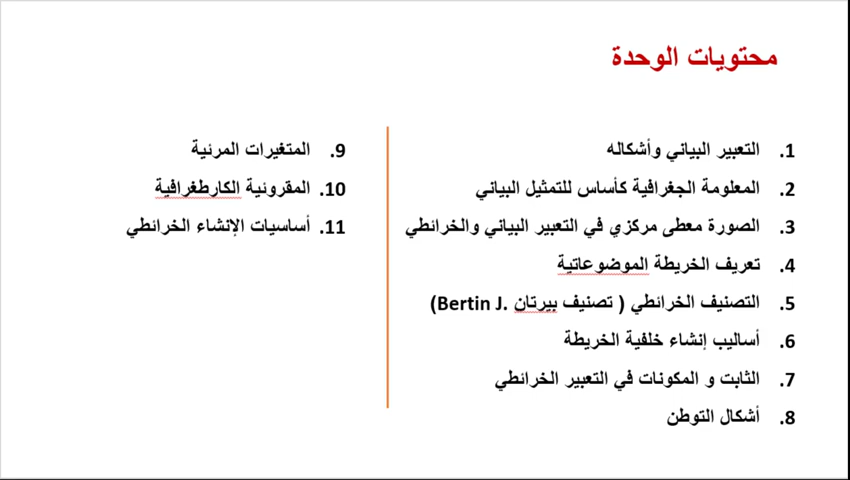 محتويات الوحدة
1. التعبير البياني وأشكاله
2. المعلومة الجغرافية كأساس للتمثيل البياني
3. الصورة معطى مركزي في التعبير البياني والخرائطي
4. تعريف الخريطة الموضوعاتية
5. التصنيف الخرائطي ( تصنيف بيرتان Bertin J.)
6. أساليب إنشاء خلفية الخريطة
7. الثابت و المكونات في التعبير الخرائطي
8. أشكال التوطن
9. المتغيرات المرئية
10. المقروئية الكارطغرافية
11. أساسيات الإنشاء الخرائطي